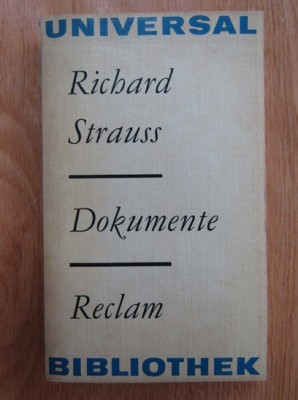 UNIVERSAL
Richard
Strauss
Dokumente
Reclam
BIBLIOTHEK